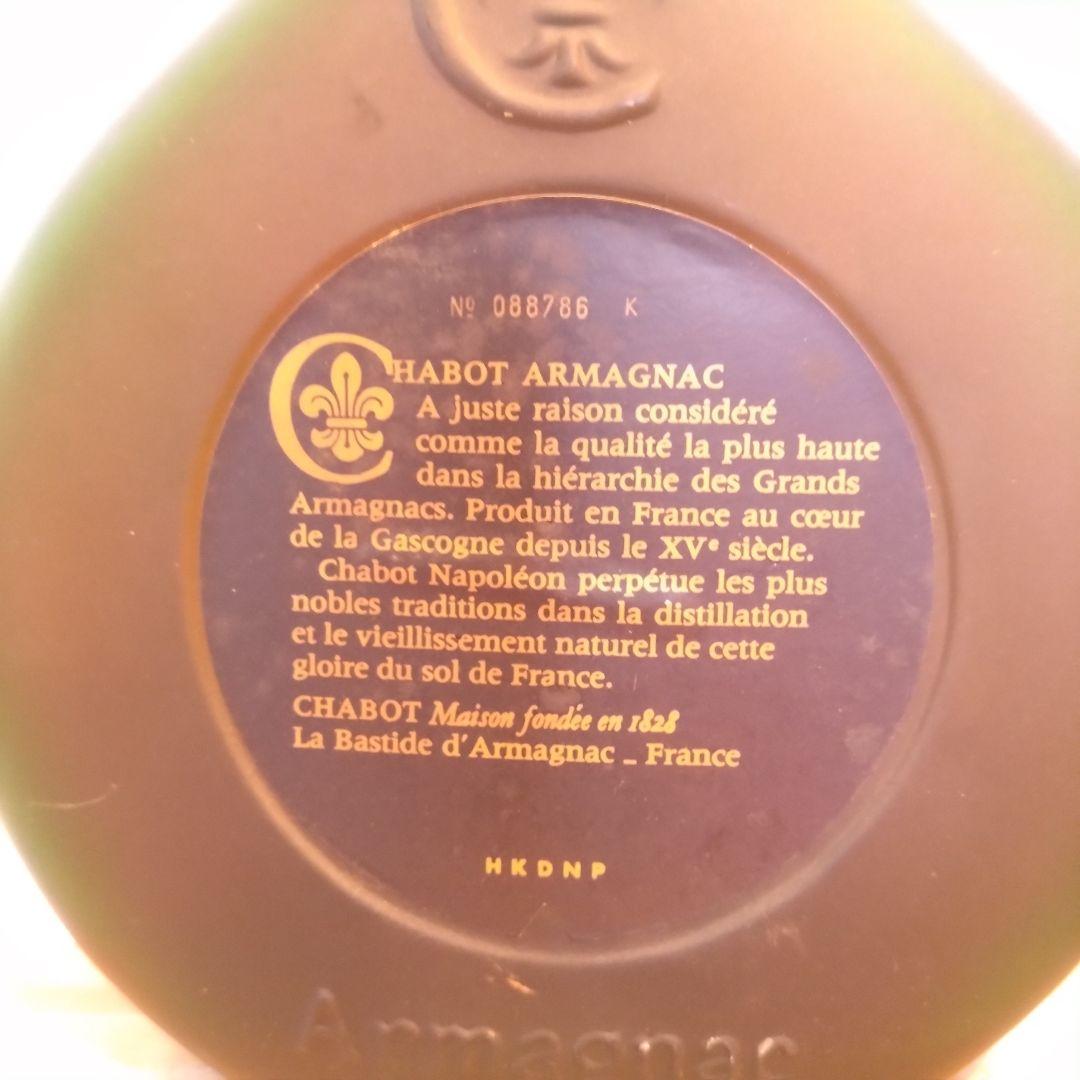 Nº 088786 K
CHABOT ARMAGNAC
A juste raison considéré
comme la qualité la plus haute
dans la hiérarchie des Grands
Armagnacs. Produit en France au cœur
de la Gascogne depuis le XVe siècle.
Chabot Napoléon perpétue les plus
nobles traditions dans la distillation
et le vieillissement naturel de cette
gloire du sol de France.
CHABOT Maison fondée en 1828
La Bastide d'Armagnac _ France
HKDNP
Armagnac